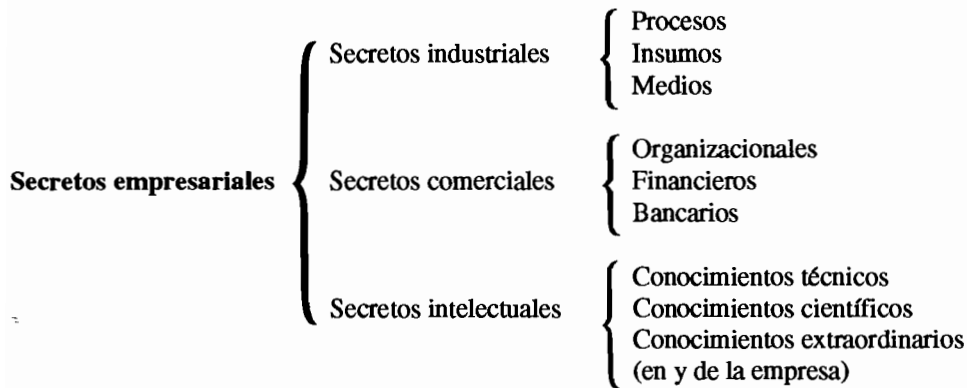 Secretos empresariales
Secretos industriales
Procesos
Insumos
Medios
Secretos comerciales
Organizacionales
Financieros
Bancarios
Secretos intelectuales
Conocimientos técnicos
Conocimientos científicos
Conocimientos extraordinarios
(en y de la empresa)